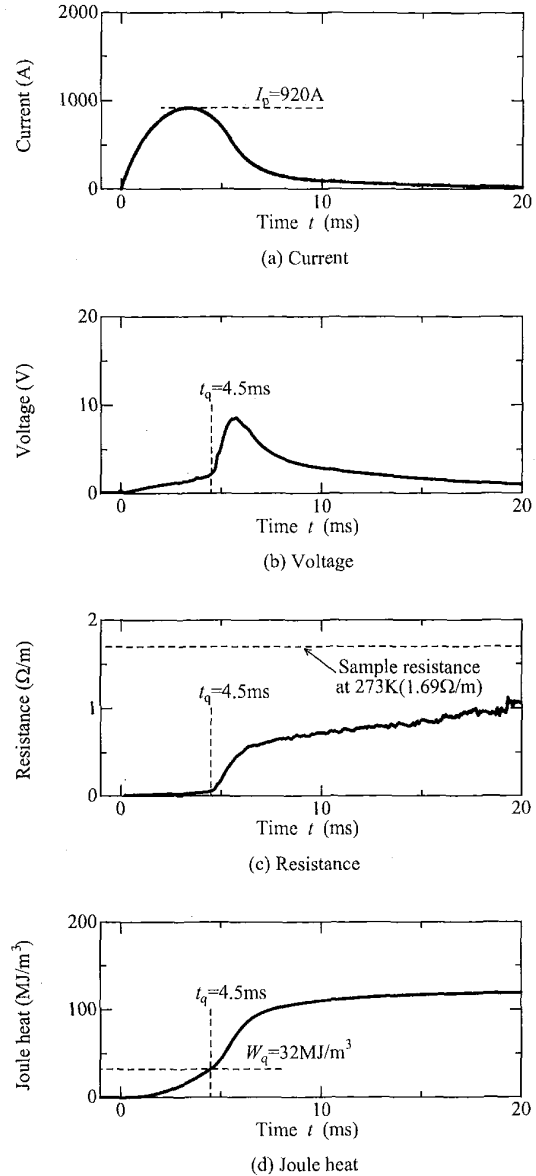 2000
1000
0
Current (A)
I_p=920A
0 10 20
Time t (ms)
(a) Current
20
10
0
Voltage (V)
t_q=4.5ms
0 10 20
Time t (ms)
(b) Voltage
2
1
0
Resistance (Ω/m)
Sample resistance
at 273K(1.69Ω/m)
t_q=4.5ms
0 10 20
Time t (ms)
(c) Resistance
200
100
0
Joule heat (MJ/m³)
t_q=4.5ms
W_q=32MJ/m³
0 10 20
Time t (ms)
(d) Joule heat